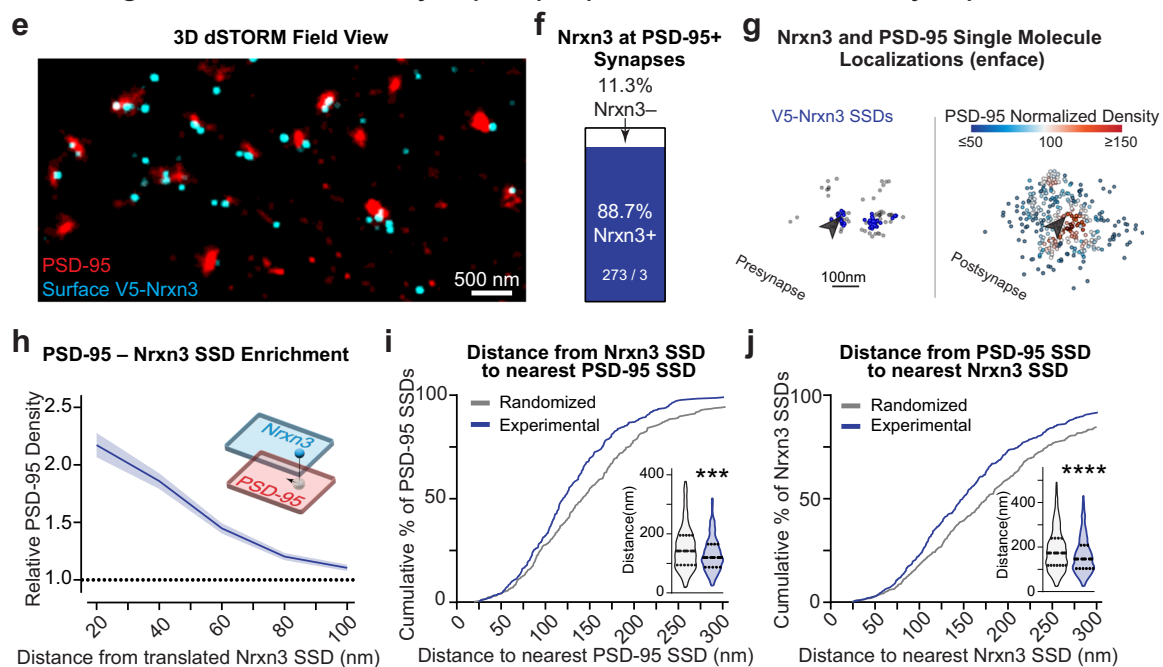 e
3D dSTORM Field View
PSD-95
Surface V5-Nrxn3
500 nm
f
Nrxn3 at PSD-95+
Synapses
11.3%
Nrxn3–
88.7%
Nrxn3+
273 / 3
g
Nrxn3 and PSD-95 Single Molecule
Localizations (enface)
V5-Nrxn3 SSDs
PSD-95 Normalized Density
≤50 100 ≥150
Presynapse
100nm
Postsynapse
h
PSD-95 – Nrxn3 SSD Enrichment
Relative PSD-95 Density
2.5
2.0
1.5
1.0
Nrxn3
PSD-95
20 40 60 80 100
Distance from translated Nrxn3 SSD (nm)
i
Distance from Nrxn3 SSD
to nearest PSD-95 SSD
Cumulative % of PSD-95 SSDs
100
50
0
Randomized
Experimental
***
Distance(nm)
400
200
0
0 50 100 150 200 250 300
Distance to nearest PSD-95 SSD (nm)
j
Distance from PSD-95 SSD
to nearest Nrxn3 SSD
Cumulative % of Nrxn3 SSDs
100
50
0
Randomized
Experimental
****
Distance(nm)
400
200
0
0 50 100 150 200 250 300
Distance to nearest Nrxn3 SSD (nm)